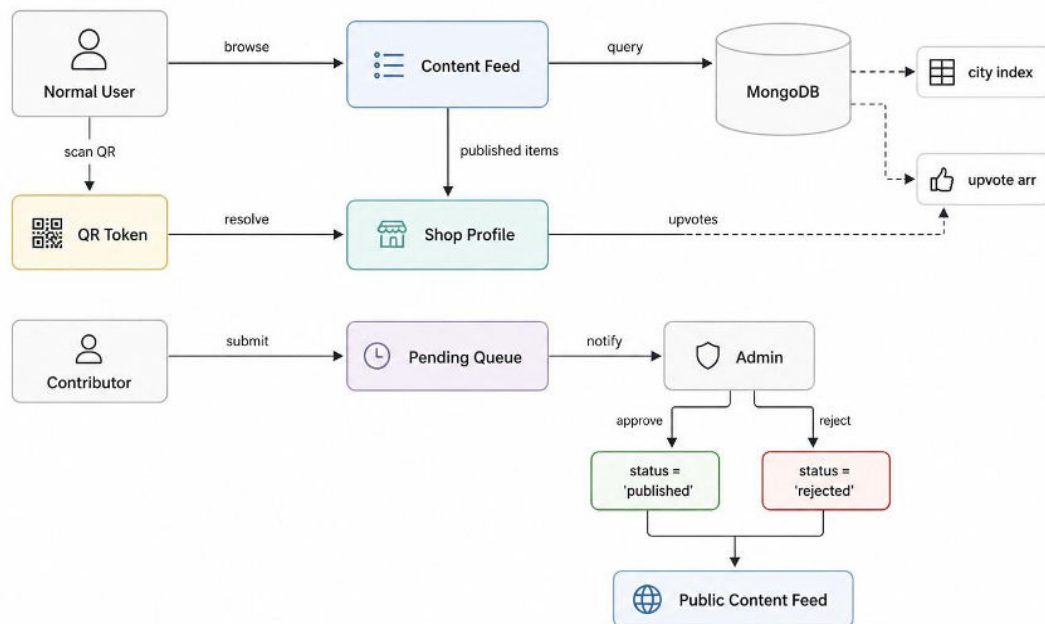 browse
query
Normal User
Content Feed
MongoDB
city index
scan QR
published items
upvote arr
QR Token
resolve
Shop Profile
upvotes
Contributor
submit
Pending Queue
notify
Admin
approve
reject
status =
'published'
status =
'rejected'
Public Content Feed